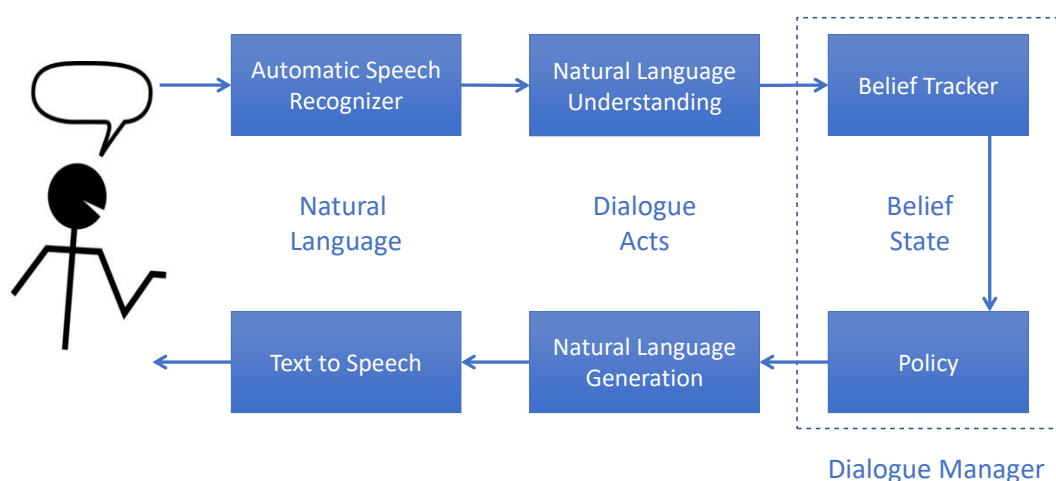 Automatic Speech
Recognizer
Natural Language
Understanding
Belief Tracker
Natural
Language
Dialogue
Acts
Belief
State
Text to Speech
Natural Language
Generation
Policy
Dialogue Manager